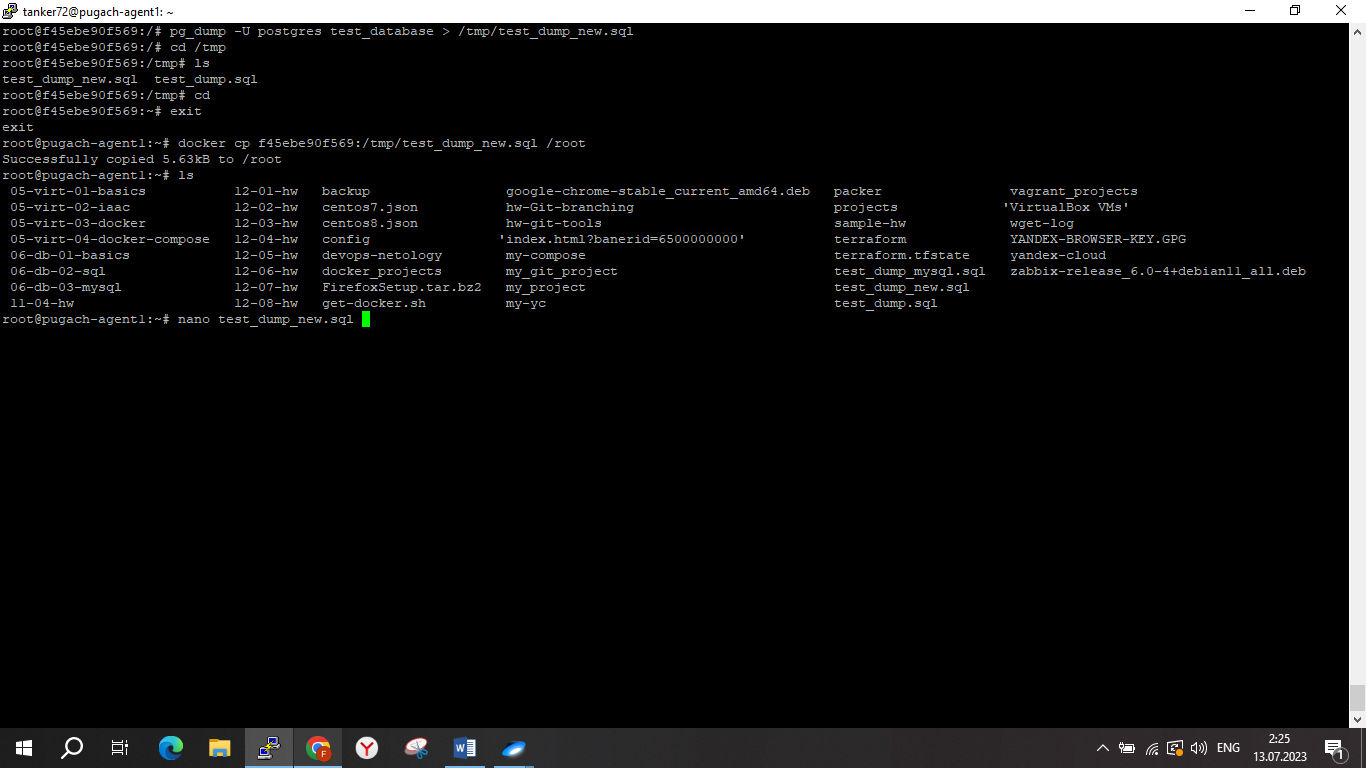 tanker72@pugach-agent1: ~
root@f45ebe90f569:/# pg_dump -U postgres test_database > /tmp/test_dump_new.sql
root@f45ebe90f569:/# cd /tmp
root@f45ebe90f569:/tmp# ls
test_dump_new.sql  test_dump.sql
root@f45ebe90f569:/tmp# cd
root@f45ebe90f569:~# exit
exit
root@pugach-agent1:~# docker cp f45ebe90f569:/tmp/test_dump_new.sql /root
Successfully copied 5.63kB to /root
root@pugach-agent1:~# ls
05-virt-01-basics  12-01-hw  backup  google-chrome-stable_current_amd64.deb  packer  vagrant_projects
05-virt-02-iaac  12-02-hw  centos7.json  hw-Git-branching  projects  'VirtualBox VMs'
05-virt-03-docker  12-03-hw  centos8.json  hw-git-tools  sample-hw  wget-log
05-virt-04-docker-compose  12-04-hw  config  'index.html?banerid=6500000000'  terraform  YANDEX-BROWSER-KEY.GPG
06-db-01-basics  12-05-hw  devops-netology  my-compose  terraform.tfstate  yandex-cloud
06-db-02-sql  12-06-hw  docker_projects  my_git_project  test_dump_mysql.sql  zabbix-release_6.0-4+debian11_all.deb
06-db-03-mysql  12-07-hw  FirefoxSetup.tar.bz2  my_project  test_dump_new.sql
11-04-hw  12-08-hw  get-docker.sh  my-yc  test_dump.sql
root@pugach-agent1:~# nano test_dump_new.sql
ENG
2:25
13.07.2023
1